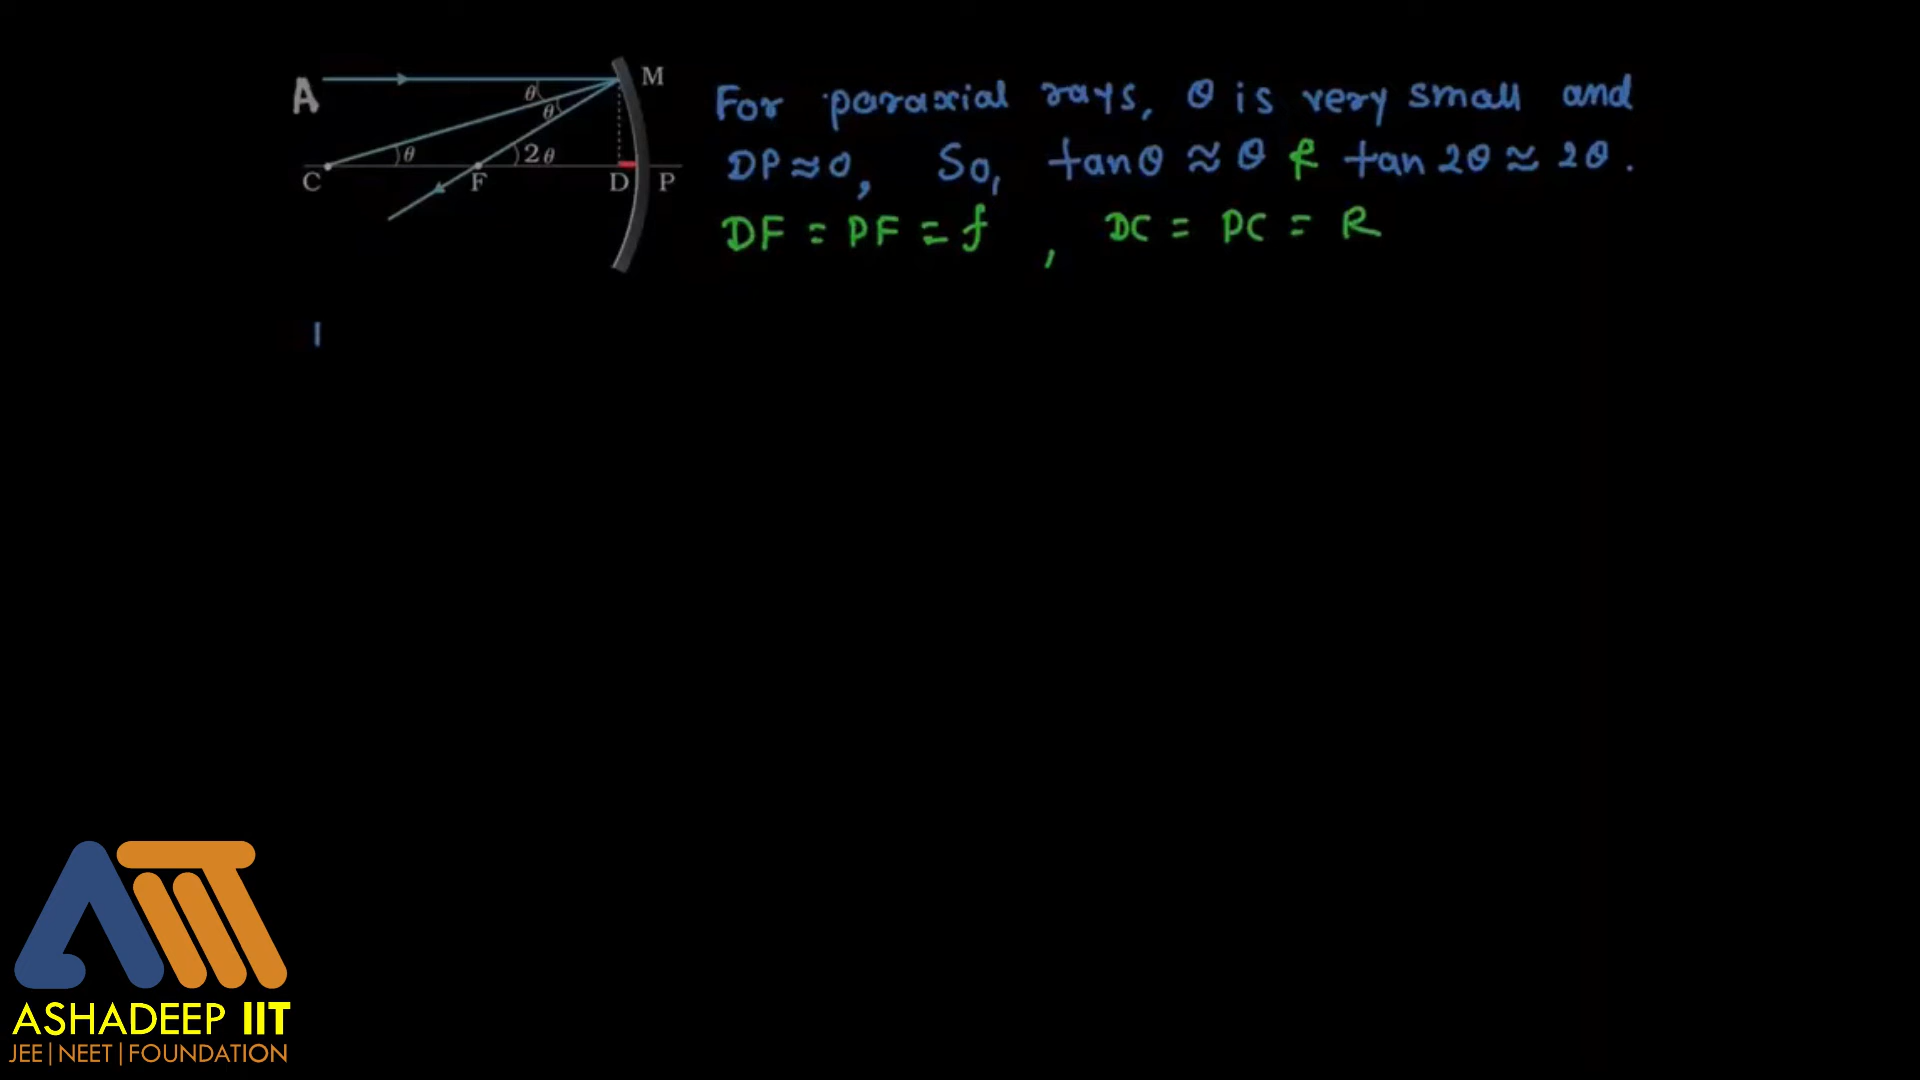 A
M
θ
θ
θ
2θ
C
F
D
P
For paraxial rays, θ is very small and
DP≈0, So, tanθ ≈ θ & tan 2θ ≈ 2θ.
DF = PF = f , DC = PC = R
ASHADEEP IIT
JEE|NEET|FOUNDATION